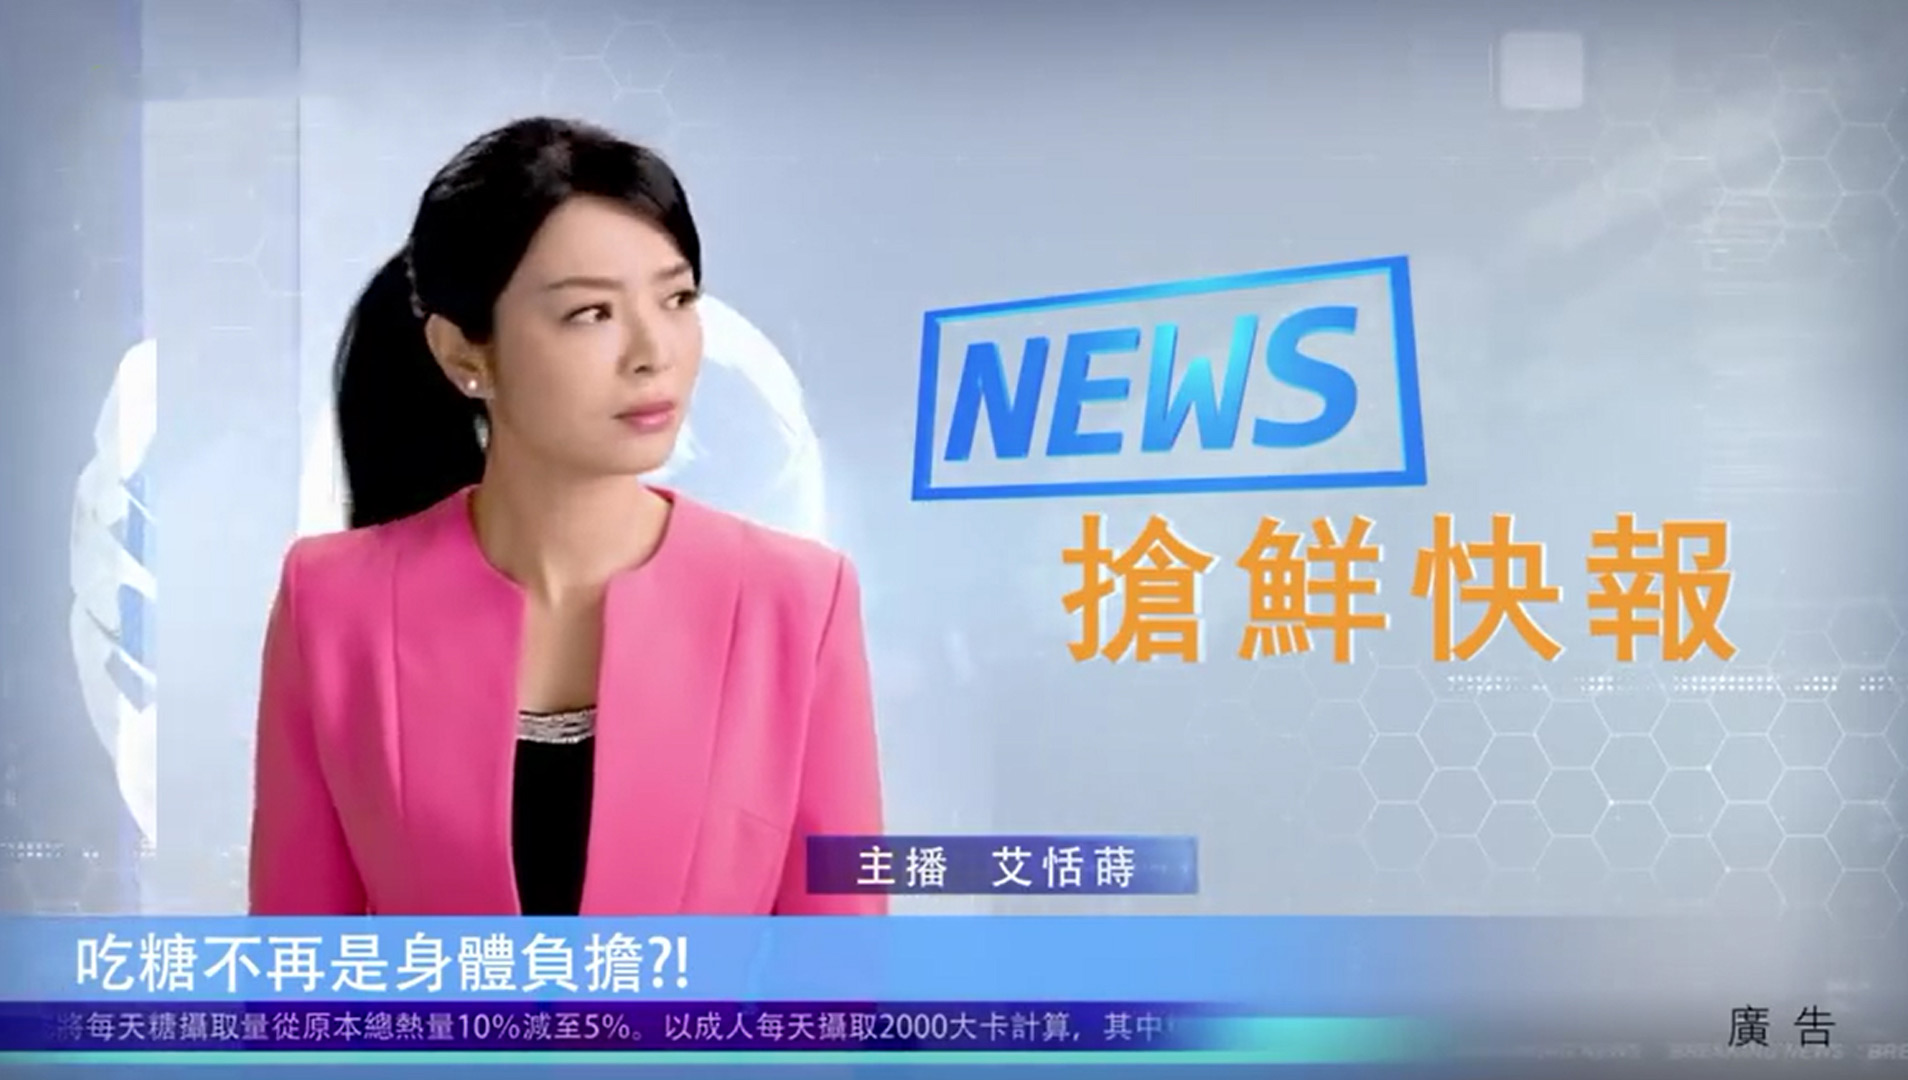 NEWS
搶鮮快報
主播 艾恬蒔
吃糖不再是身體負擔?!
將每天糖攝取量從原本總熱量10%減至5%。以成人每天攝取2000大卡計算，其中
廣告
BREAKING NEWS